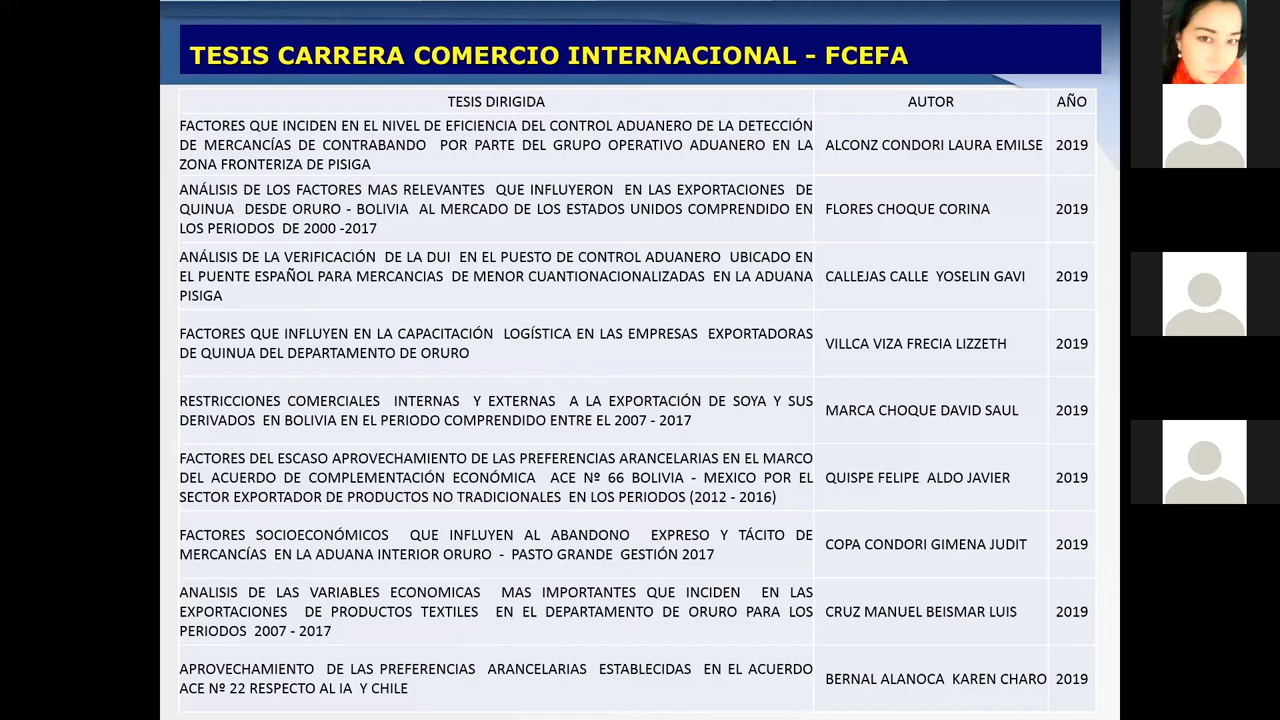 TESIS CARRERA COMERCIO INTERNACIONAL - FCEFA
TESIS DIRIGIDA AUTOR AÑO
FACTORES QUE INCIDEN EN EL NIVEL DE EFICIENCIA DEL CONTROL ADUANERO DE LA DETECCIÓN
DE MERCANCÍAS DE CONTRABANDO POR PARTE DEL GRUPO OPERATIVO ADUANERO EN LA
ZONA FRONTERIZA DE PISIGA
ALCONZ CONDORI LAURA EMILSE 2019
ANÁLISIS DE LOS FACTORES MAS RELEVANTES QUE INFLUYERON EN LAS EXPORTACIONES DE
QUINUA DESDE ORURO - BOLIVIA AL MERCADO DE LOS ESTADOS UNIDOS COMPRENDIDO EN
LOS PERIODOS DE 2000 -2017
FLORES CHOQUE CORINA 2019
ANÁLISIS DE LA VERIFICACIÓN DE LA DUI EN EL PUESTO DE CONTROL ADUANERO UBICADO EN
EL PUENTE ESPAÑOL PARA MERCANCIAS DE MENOR CUANTIONACIONALIZADAS EN LA ADUANA
PISIGA
CALLEJAS CALLE YOSELIN GAVI 2019
FACTORES QUE INFLUYEN EN LA CAPACITACIÓN LOGÍSTICA EN LAS EMPRESAS EXPORTADORAS
DE QUINUA DEL DEPARTAMENTO DE ORURO
VILLCA VIZA FRECIA LIZZETH 2019
RESTRICCIONES COMERCIALES INTERNAS Y EXTERNAS A LA EXPORTACIÓN DE SOYA Y SUS
DERIVADOS EN BOLIVIA EN EL PERIODO COMPRENDIDO ENTRE EL 2007 - 2017
MARCA CHOQUE DAVID SAUL 2019
FACTORES DEL ESCASO APROVECHAMIENTO DE LAS PREFERENCIAS ARANCELARIAS EN EL MARCO
DEL ACUERDO DE COMPLEMENTACIÓN ECONÓMICA ACE Nº 66 BOLIVIA - MEXICO POR EL
SECTOR EXPORTADOR DE PRODUCTOS NO TRADICIONALES EN LOS PERIODOS (2012 - 2016)
QUISPE FELIPE ALDO JAVIER 2019
FACTORES SOCIOECONÓMICOS QUE INFLUYEN AL ABANDONO EXPRESO Y TÁCITO DE
MERCANCÍAS EN LA ADUANA INTERIOR ORURO - PASTO GRANDE GESTIÓN 2017
COPA CONDORI GIMENA JUDIT 2019
ANALISIS DE LAS VARIABLES ECONOMICAS MAS IMPORTANTES QUE INCIDEN EN LAS
EXPORTACIONES DE PRODUCTOS TEXTILES EN EL DEPARTAMENTO DE ORURO PARA LOS
PERIODOS 2007 - 2017
CRUZ MANUEL BEISMAR LUIS 2019
APROVECHAMIENTO DE LAS PREFERENCIAS ARANCELARIAS ESTABLECIDAS EN EL ACUERDO
ACE Nº 22 RESPECTO AL IA Y CHILE
BERNAL ALANOCA KAREN CHARO 2019